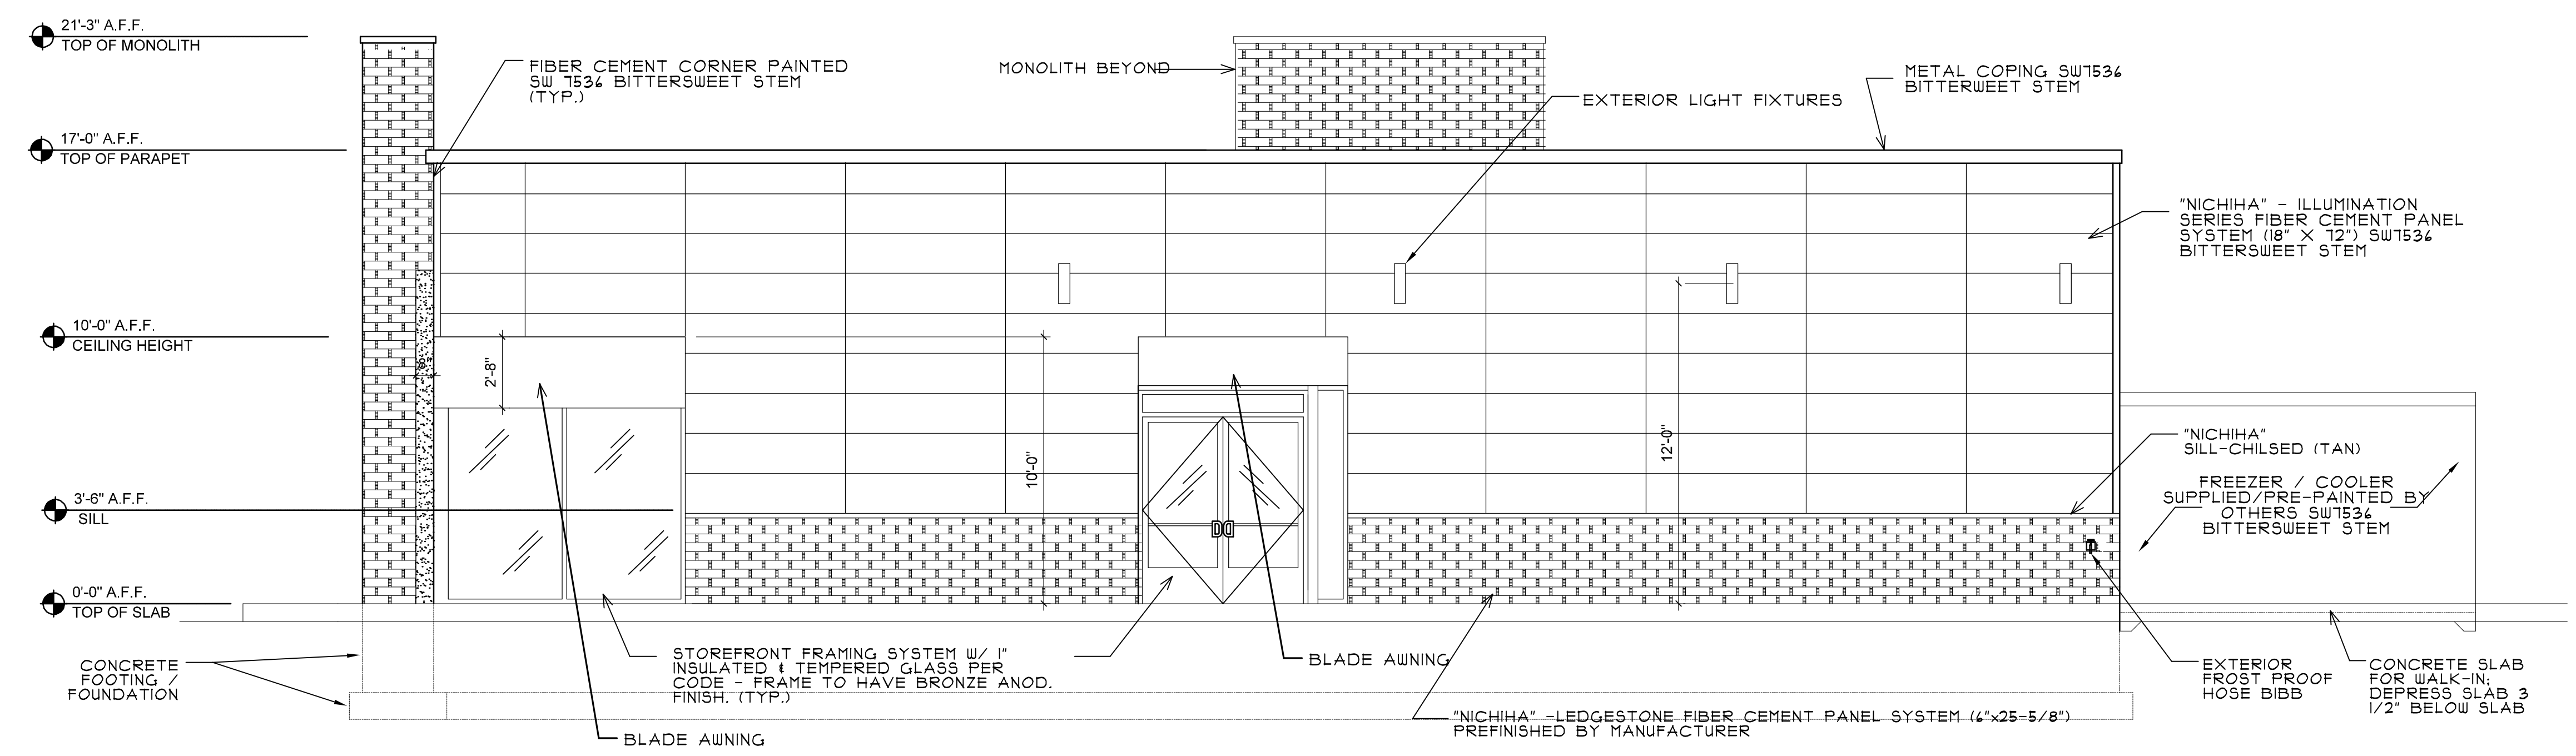 21'-3" A.F.F.
TOP OF MONOLITH
17'-0" A.F.F.
TOP OF PARAPET
10'-0" A.F.F.
CEILING HEIGHT
3'-6" A.F.F.
SILL
0'-0" A.F.F.
TOP OF SLAB
CONCRETE
FOOTING /
FOUNDATION
FIBER CEMENT CORNER PAINTED
SW 7536 BITTERSWEET STEM
(TYP.)
MONOLITH BEYOND
EXTERIOR LIGHT FIXTURES
METAL COPING SW7536
BITTERWEET STEM
"NICHIHA" - ILLUMINATION
SERIES FIBER CEMENT PANEL
SYSTEM (18" X 72") SW7536
BITTERSWEET STEM
8"
2'-8"
10'-0"
12'-0"
"NICHIHA"
SILL-CHILSED (TAN)
FREEZER / COOLER
SUPPLIED/PRE-PAINTED BY
OTHERS SW7536
BITTERSWEET STEM
STOREFRONT FRAMING SYSTEM W/ 1"
INSULATED & TEMPERED GLASS PER
CODE - FRAME TO HAVE BRONZE ANOD.
FINISH. (TYP.)
BLADE AWNING
BLADE AWNING
"NICHIHA" -LEDGESTONE FIBER CEMENT PANEL SYSTEM (6"x25-5/8")
PREFINISHED BY MANUFACTURER
EXTERIOR
FROST PROOF
HOSE BIBB
CONCRETE SLAB
FOR WALK-IN;
DEPRESS SLAB 3
1/2" BELOW SLAB